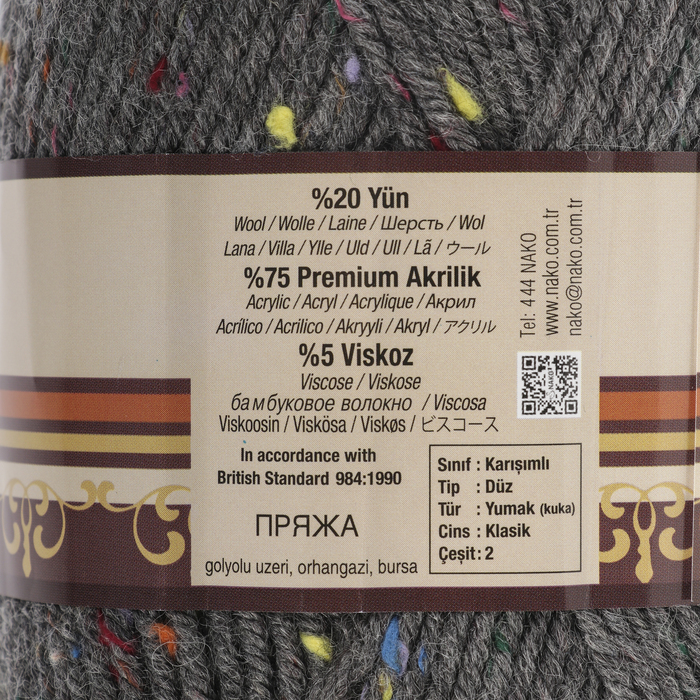 %20 Yün
Wool / Wolle / Laine / Шерсть / Wol
Lana / Villa / Ylle / Uld / Ull / Lã / ウール
%75 Premium Akrilik
Acrylic / Acryl / Acrylique / Акрил
Acrílico / Acrilico / Akryyli / Akryl / アクリル
%5 Viskoz
Viscose / Viskose
бамбуковое волокно / Viscosa
Viskoosin / Viskösa / Viskøs / ビスコース
In accordance with
British Standard 984:1990
ПРЯЖА
golyolu uzeri, orhangazi, bursa
Tel: 4 44 NAKO
www.nako.com.tr
nako@nako.com.tr
NAKO
Sınıf : Karışımlı
Tip : Düz
Tür : Yumak (kuka)
Cins : Klasik
Çeşit : 2